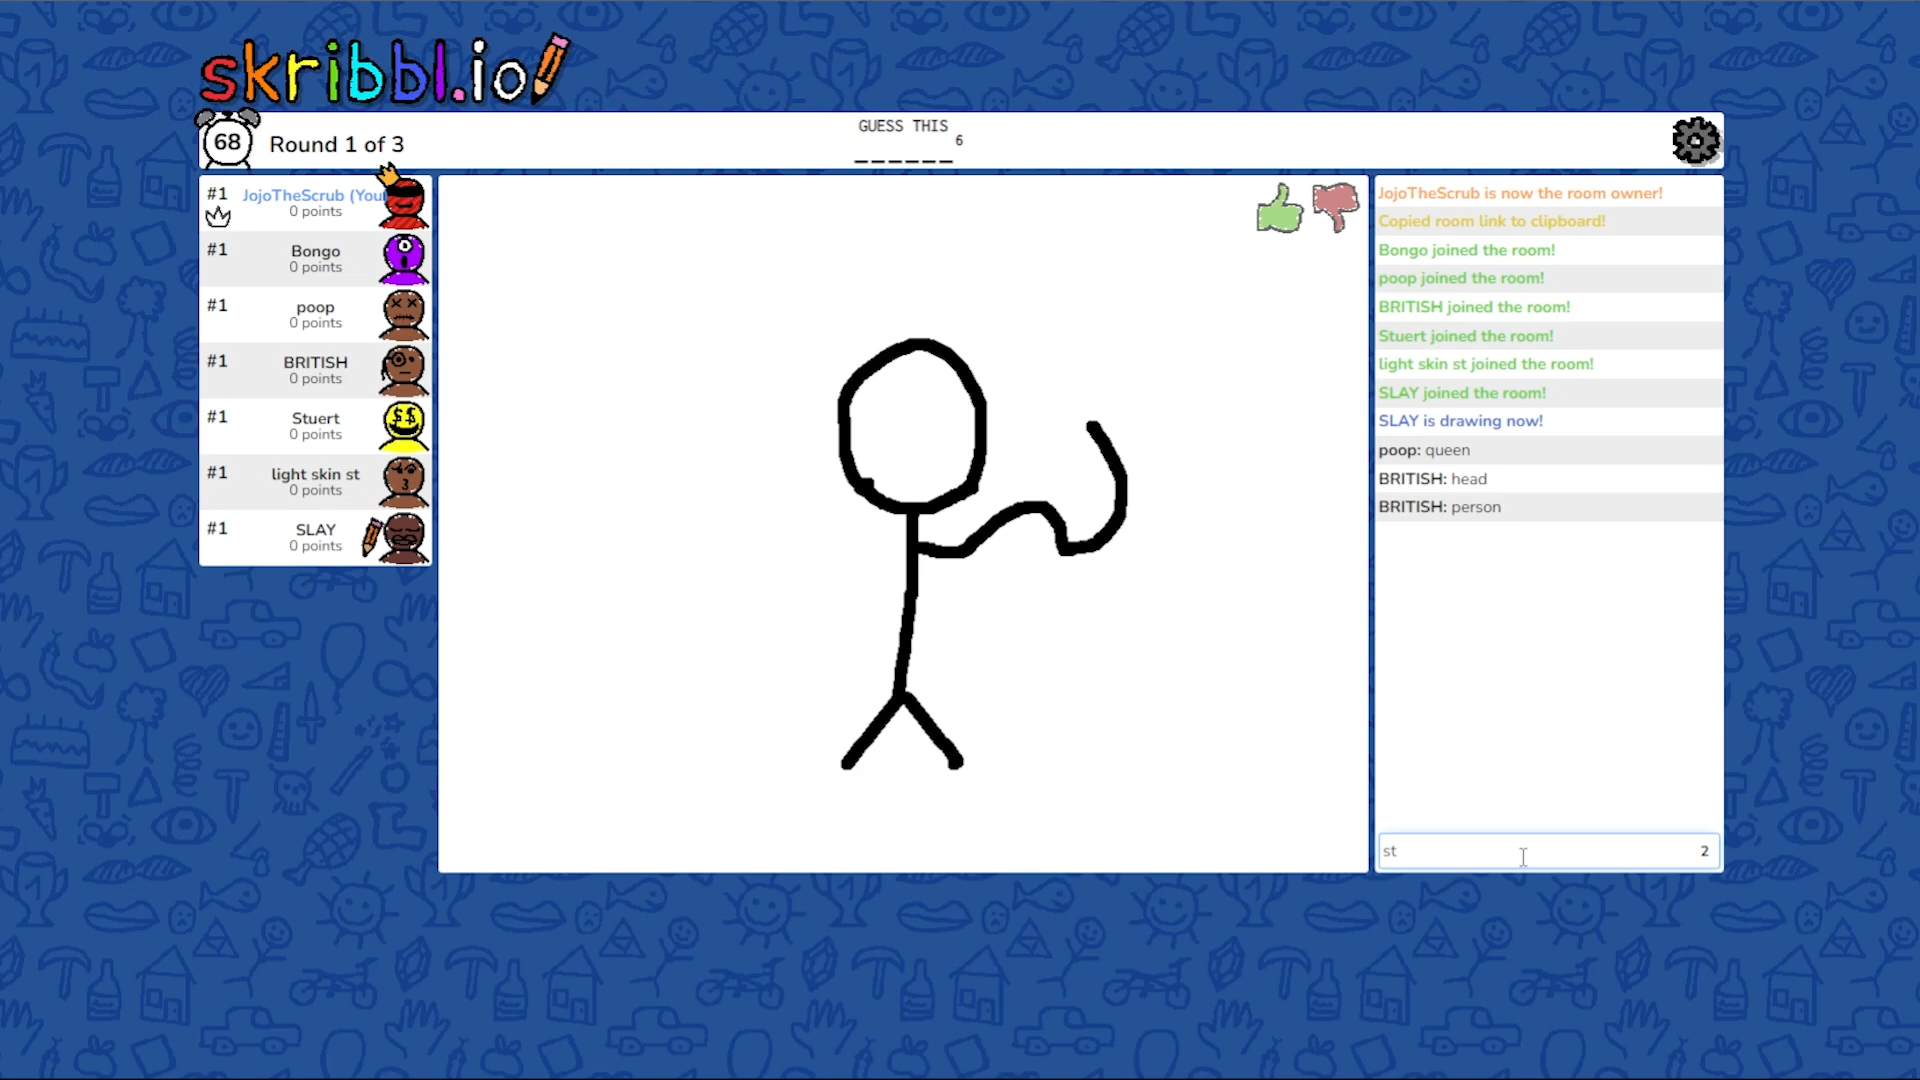 skribbl.io
68
Round 1 of 3
GUESS THIS
______ 6
#1 JojoTheScrub (You
0 points
#1 Bongo
0 points
#1 poop
0 points
#1 BRITISH
0 points
#1 Stuert
0 points
#1 light skin st
0 points
#1 SLAY
0 points
JojoTheScrub is now the room owner!
Copied room link to clipboard!
Bongo joined the room!
poop joined the room!
BRITISH joined the room!
Stuert joined the room!
light skin st joined the room!
SLAY joined the room!
SLAY is drawing now!
poop: queen
BRITISH: head
BRITISH: person
st 2